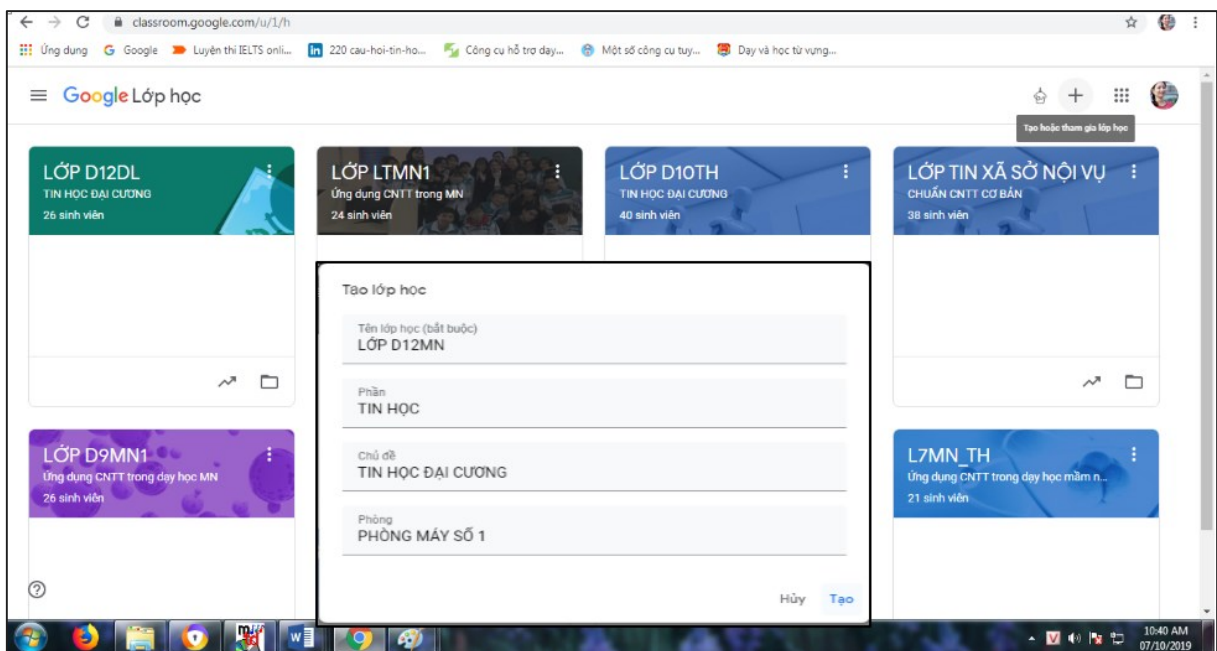 classroom.google.com/u/1/h
Ứng dụng Google Luyện thi IELTS onli... 220 cau-hoi-tin-ho... Công cụ hỗ trợ dạy... Một số công cụ tuy... Dạy và học từ vựng...
Google Lớp học
Tạo hoặc tham gia lớp học
LỚP D12DL
TIN HỌC ĐẠI CƯƠNG
26 sinh viên
LỚP LTMN1
Ứng dụng CNTT trong MN
24 sinh viên
LỚP D10TH
TIN HỌC ĐẠI CƯƠNG
40 sinh viên
LỚP TIN XÃ SỞ NỘI VỤ
CHUẨN CNTT CƠ BẢN
38 sinh viên
Tạo lớp học
Tên lớp học (bắt buộc)
LỚP D12MN
Phần
TIN HỌC
Chủ đề
TIN HỌC ĐẠI CƯƠNG
Phòng
PHÒNG MÁY SỐ 1
Hủy Tạo
LỚP D9MN1
Ứng dụng CNTT trong dạy học MN
26 sinh viên
L7MN_TH
Ứng dụng CNTT trong dạy học mầm n...
21 sinh viên
10:40 AM
07/10/2019